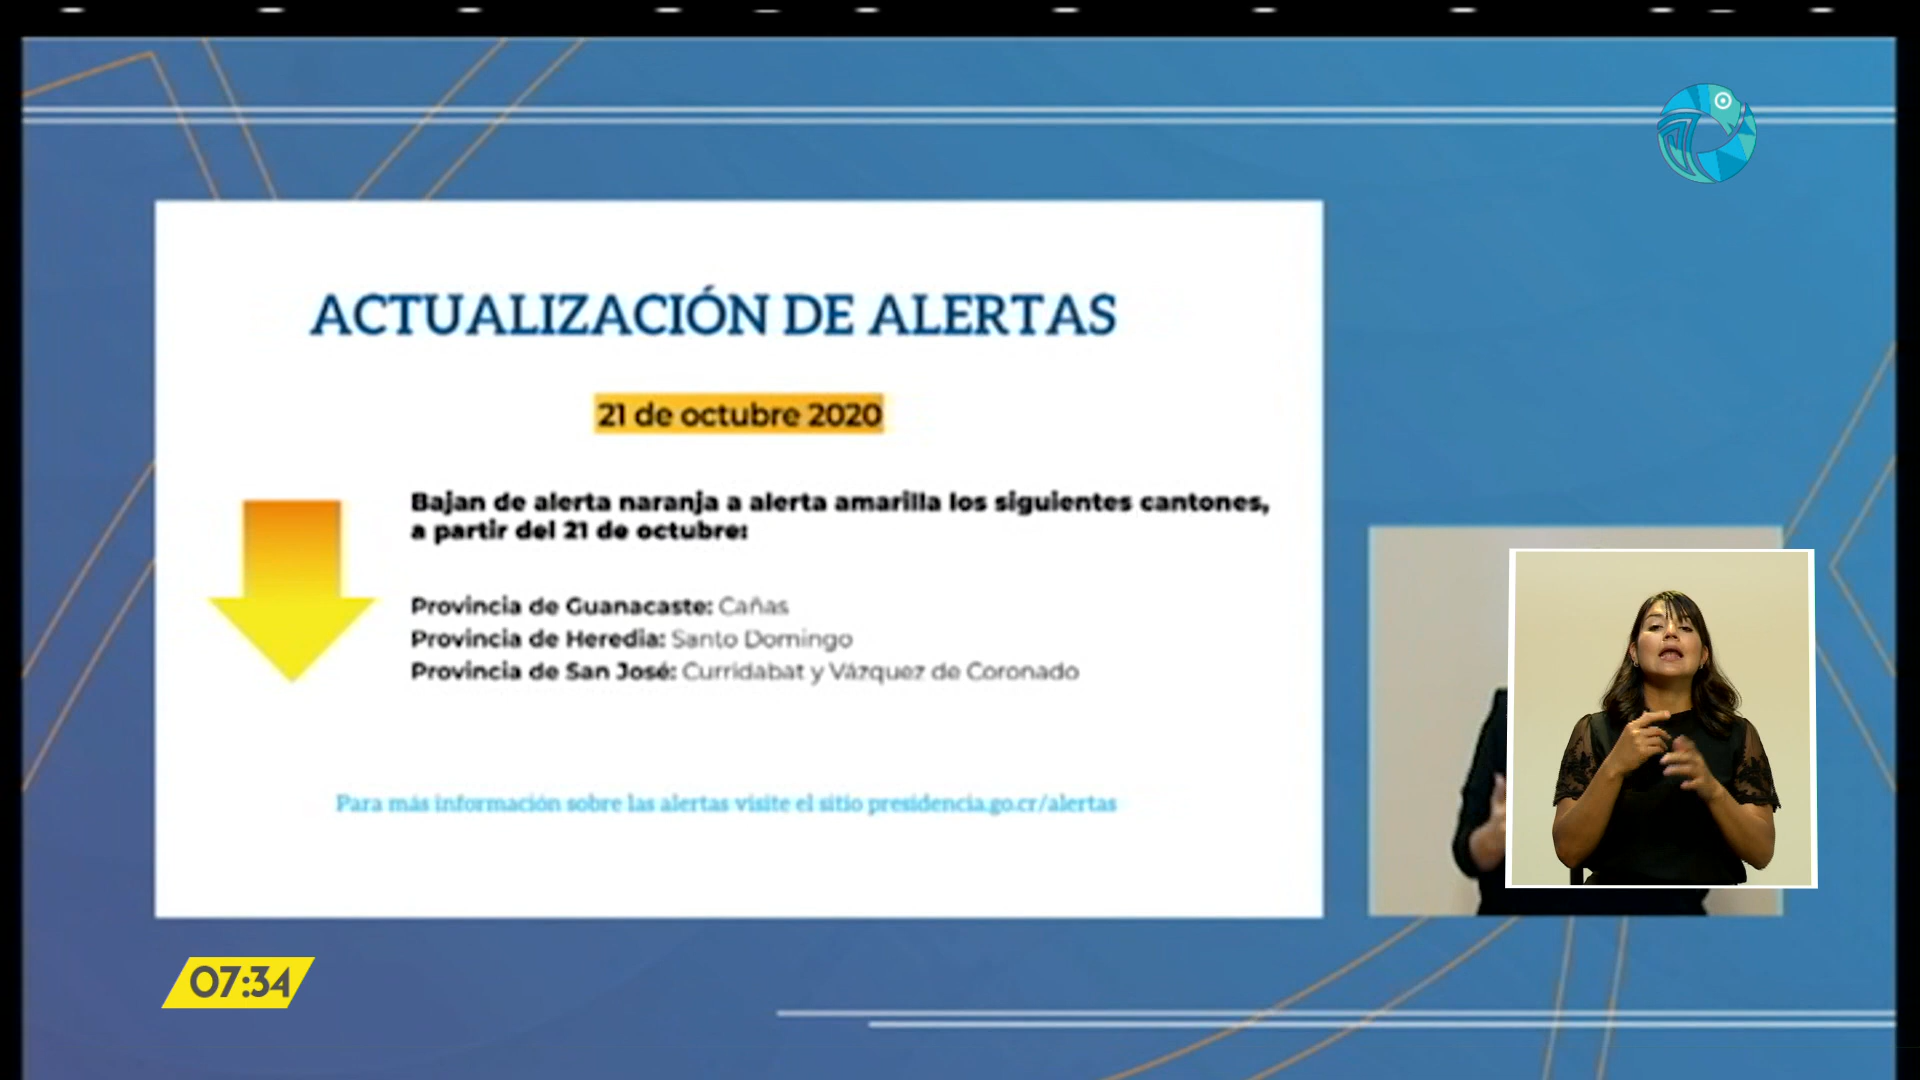 ACTUALIZACIÓN DE ALERTAS
21 de octubre 2020
Bajan de alerta naranja a alerta amarilla los siguientes cantones,
a partir del 21 de octubre:
Provincia de Guanacaste: Cañas
Provincia de Heredia: Santo Domingo
Provincia de San José: Curridabat y Vázquez de Coronado
Para más información sobre las alertas visite el sitio presidencia.go.cr/alertas
07:34